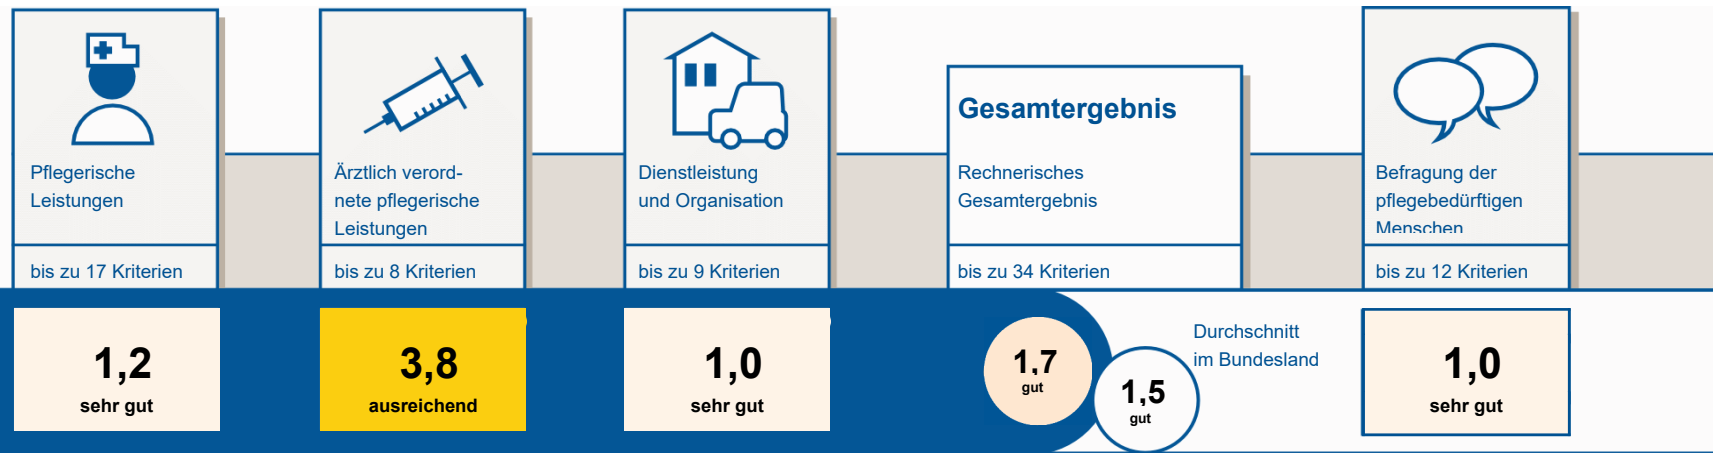 Pflegerische
Leistungen
bis zu 17 Kriterien
1,2
sehr gut
Ärztlich verord-
nete pflegerische
Leistungen
bis zu 8 Kriterien
3,8
ausreichend
Dienstleistung
und Organisation
bis zu 9 Kriterien
1,0
sehr gut
Gesamtergebnis
Rechnerisches
Gesamtergebnis
bis zu 34 Kriterien
1,7
gut
Durchschnitt
im Bundesland
1,5
gut
Befragung der
pflegebedürftigen
Menschen
bis zu 12 Kriterien
1,0
sehr gut